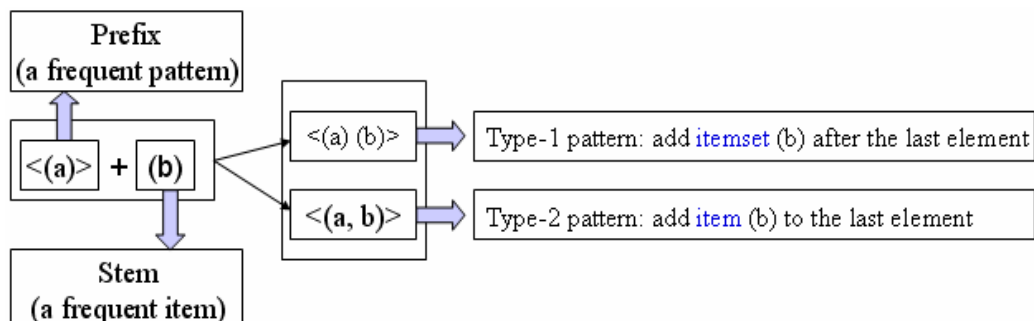 Prefix
(a frequent pattern)
<(a)> + (b)
Stem
(a frequent item)
<(a) (b)>
Type-1 pattern: add itemset (b) after the last element
<(a, b)>
Type-2 pattern: add item (b) to the last element